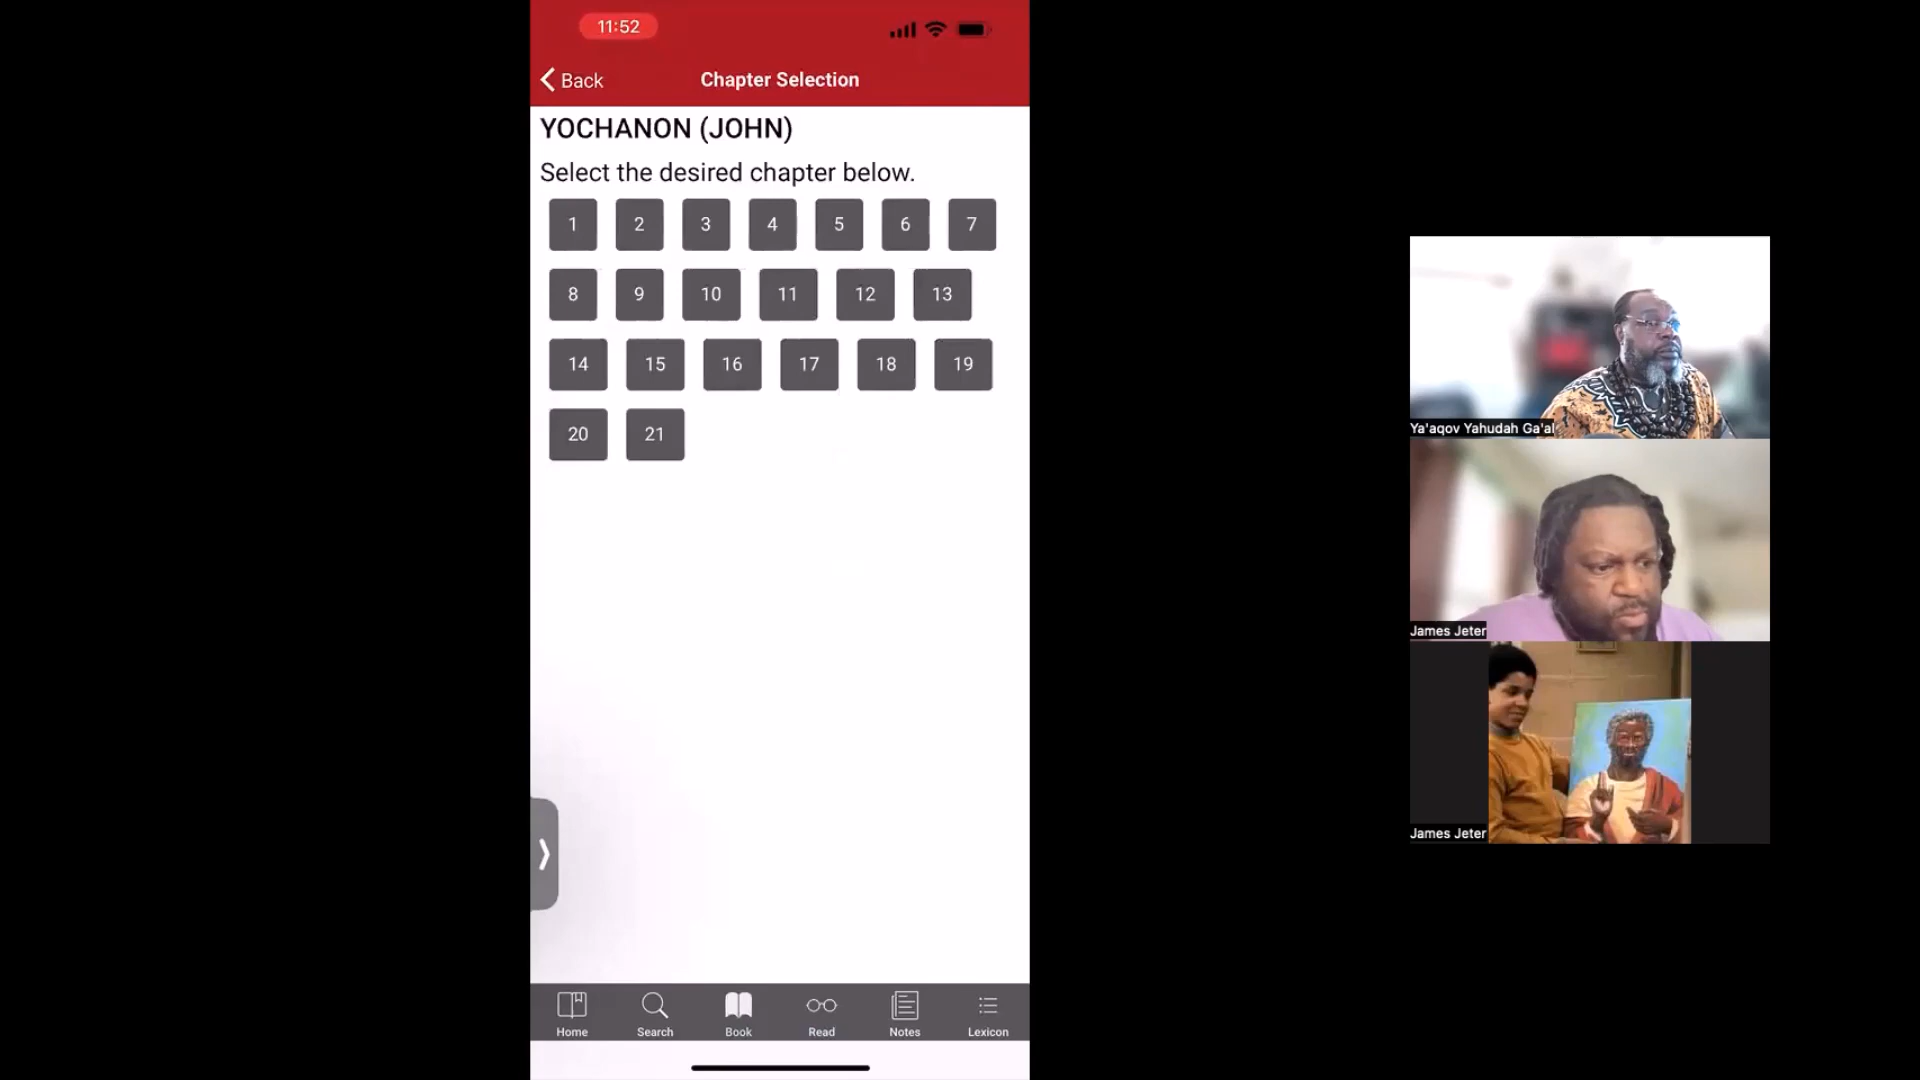 11:52
Back
Chapter Selection
YOCHANON (JOHN)
Select the desired chapter below.
1 2 3 4 5 6 7
8 9 10 11 12 13
14 15 16 17 18 19
20 21
Home Search Book Read Notes Lexicon
Ya'aqov Yahudah Ga'al
James Jeter
James Jeter